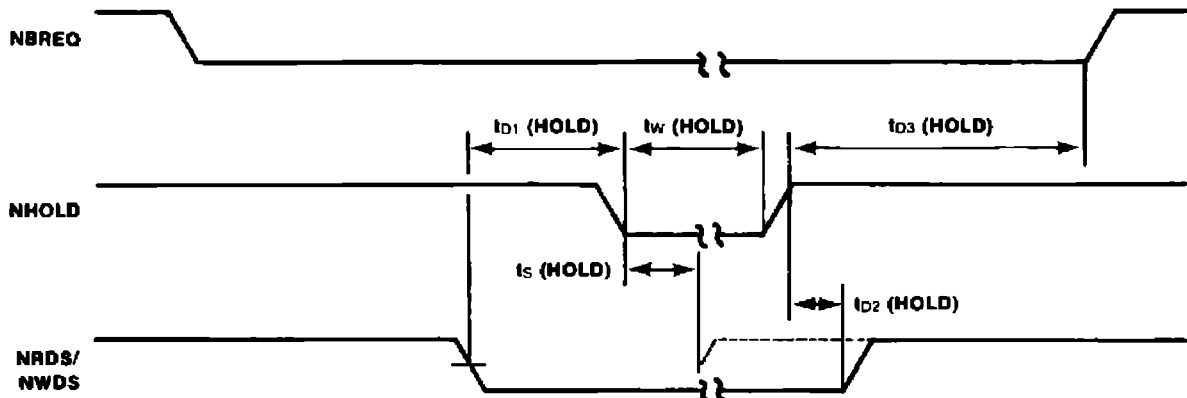 NBREQ
tD1 (HOLD)
tW (HOLD)
tD3 (HOLD)
NHOLD
tS (HOLD)
tD2 (HOLD)
NRDS/
NWDS